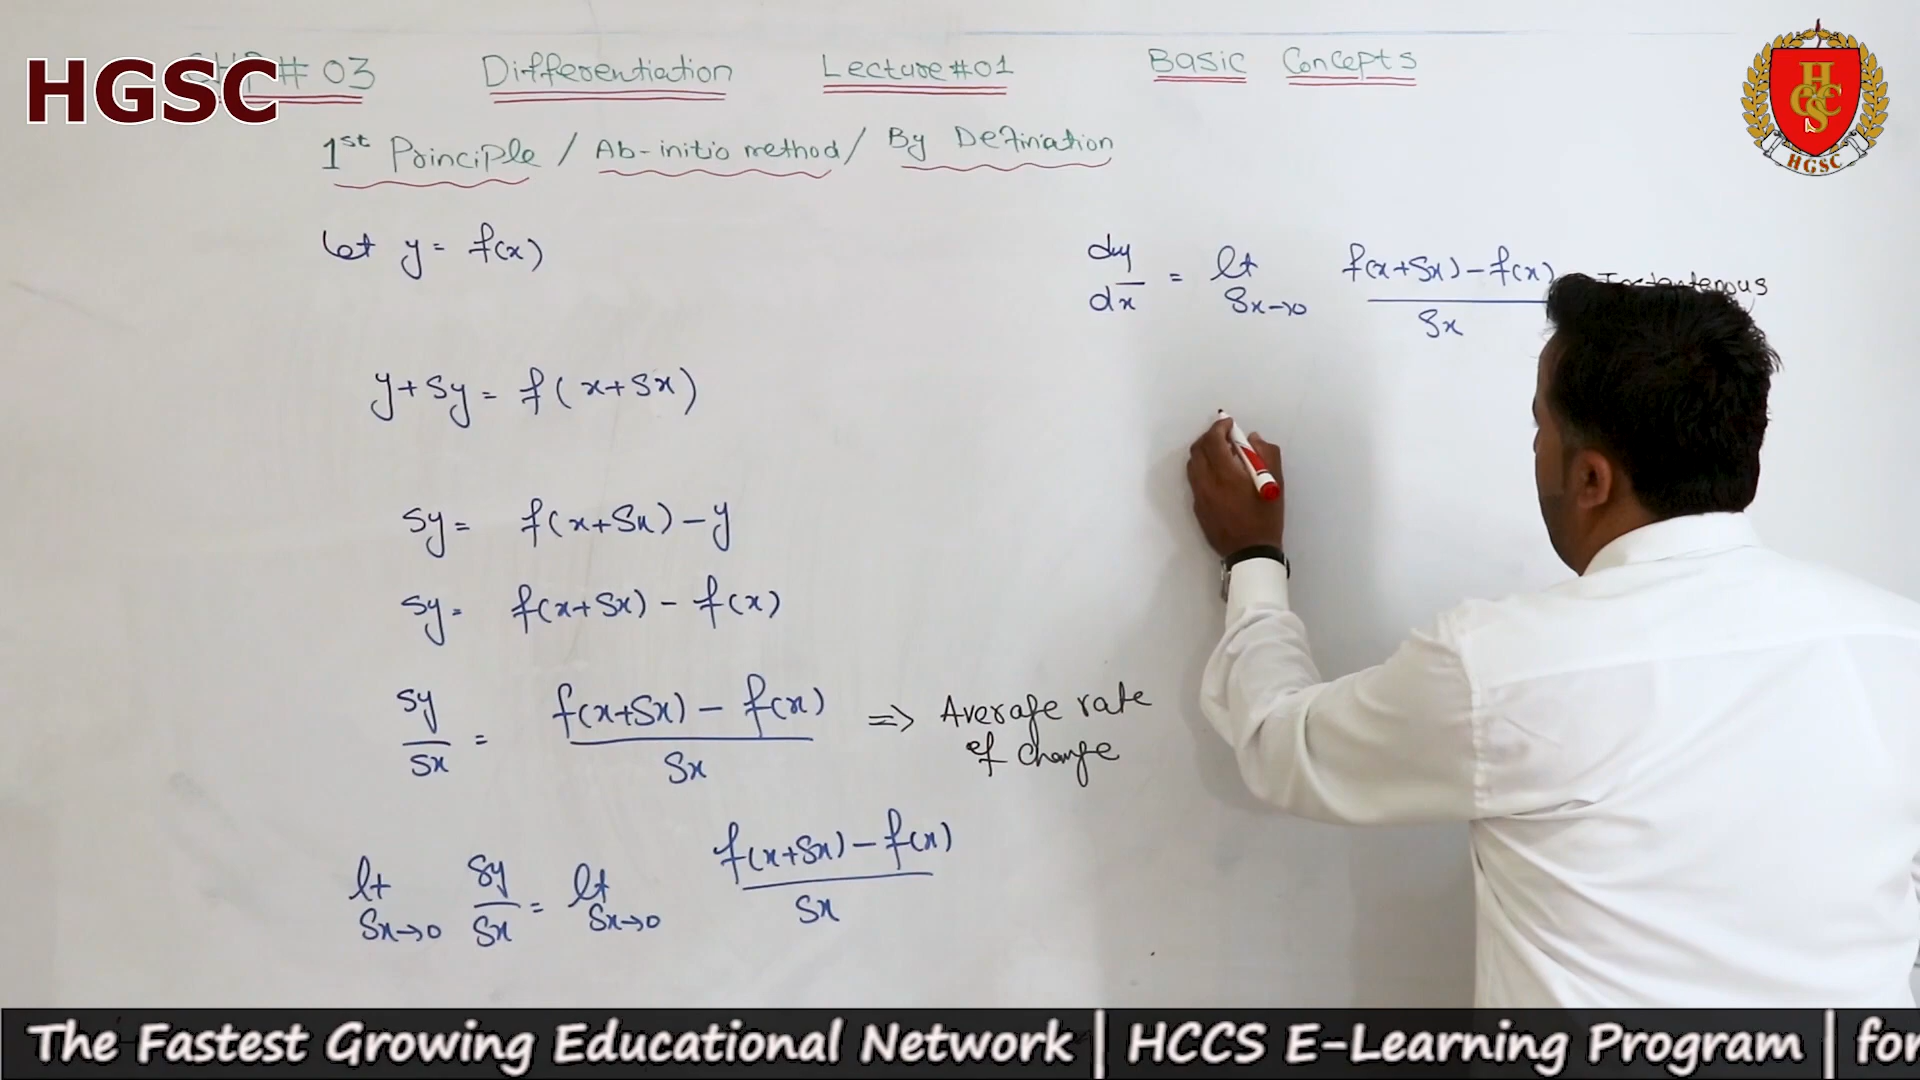 HGSC
# 03 Differentiation Lecture #01 Basic Concepts
1st Principle / Ab-initio method / By Defination
Let y = f(x)
y+δy = f(x+δx)
δy = f(x+δx) - y
δy = f(x+δx) - f(x)
δy/δx = f(x+δx) - f(x) / δx => Average rate
of change
lt δx→0 δy/δx = lt δx→0 f(x+δx) - f(x) / δx
dy/dx = lt δx→0 f(x+δx) - f(x) / δx
HGSC
HGSC
The Fastest Growing Educational Network | HCCS E-Learning Program | for